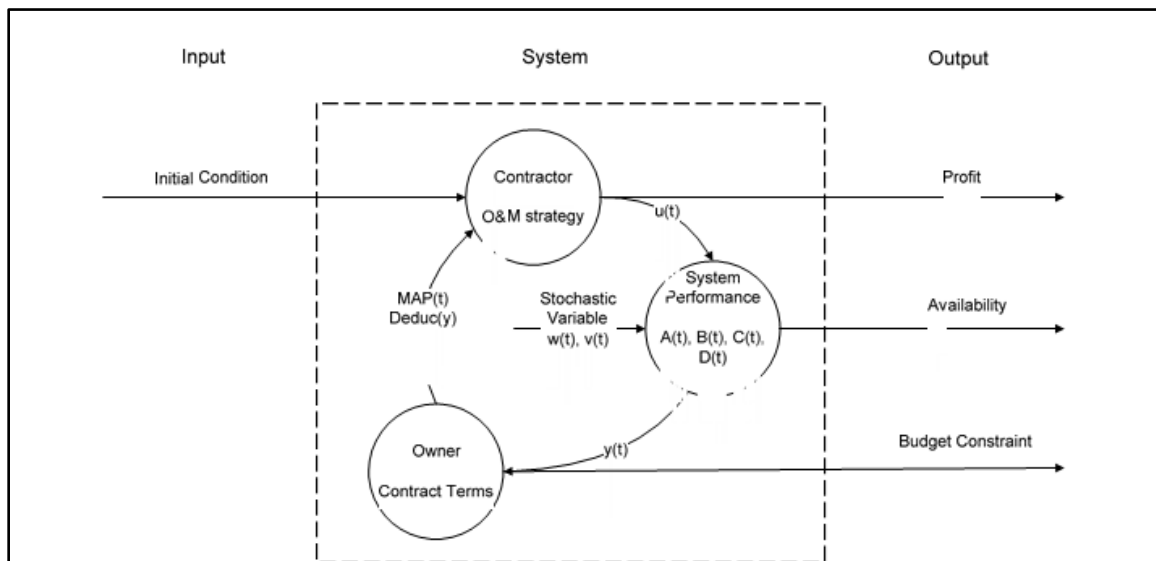 Input
System
Output
Initial Condition
Contractor
O&M strategy
Profit
u(t)
MAP(t)
Deduc(y)
Stochastic
Variable
w(t), v(t)
System
Performance
A(t), B(t), C(t),
D(t)
Availability
y(t)
Owner
Contract Terms
Budget Constraint